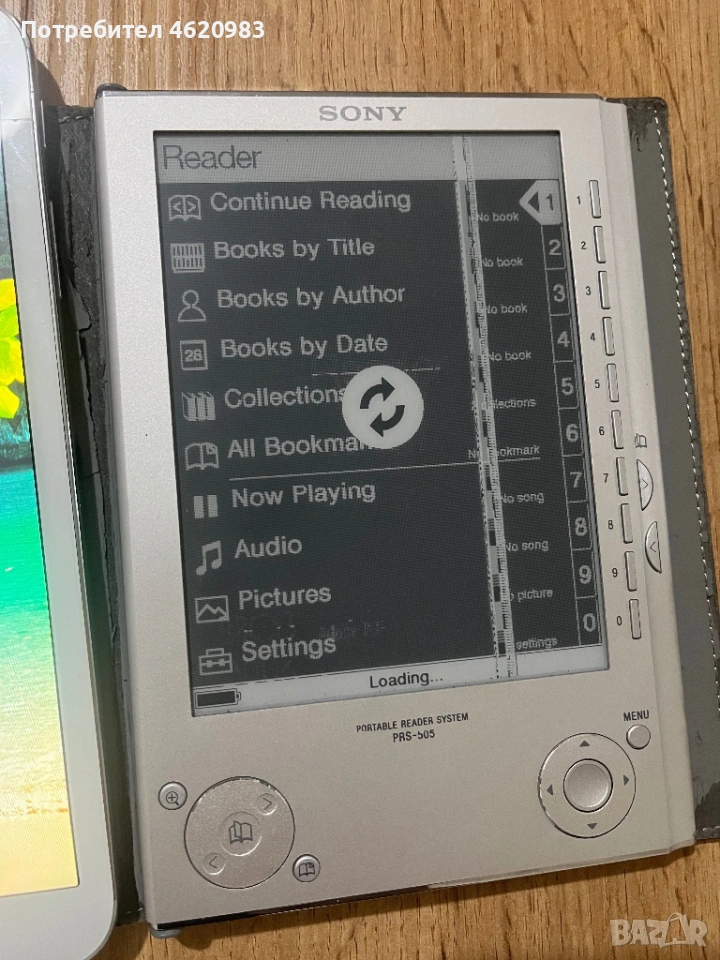 Потребител 4620983
SONY
Reader
Continue Reading
No book
1
1
Books by Title
No book
2
2
Books by Author
No book
3
3
28
Books by Date
No book
4
4
Collections
5
5
All Bookmark
No bookmark
6
6
Now Playing
No song
7
7
Audio
No song
8
8
Pictures
picture
9
9
Settings
settings
0
0
Loading...
PORTABLE READER SYSTEM
PRS-505
MENU
BAZAR